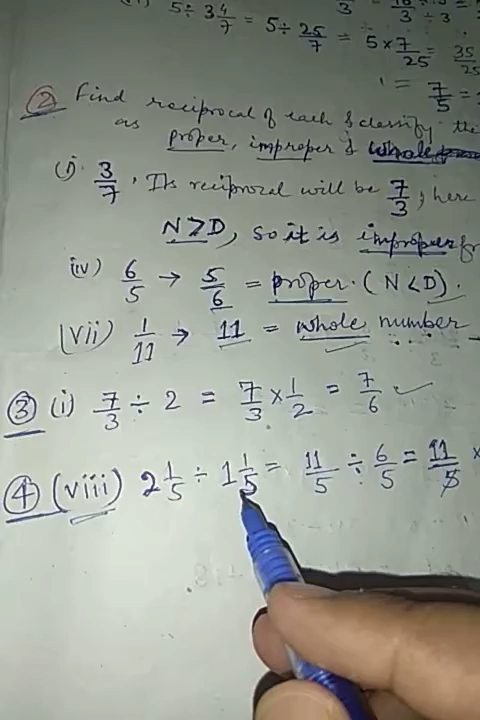 5 ÷ 3 4/7 = 5 ÷ 25/7 = 5 × 7/25 = 35/25
= 7/5 =
② Find reciprocal of each & classify the
as proper, improper & whole
(i) 3/7. Its reciprocal will be 7/3, here
N > D, so it is improper fr
(iv) 6/5 → 5/6 = proper. (N < D).
(vii) 1/11 → 11 = whole number
③ (i) 7/3 ÷ 2 = 7/3 × 1/2 = 7/6
④ (viii) 2 1/5 ÷ 1 1/5 = 11/5 ÷ 6/5 = 11/5 ×